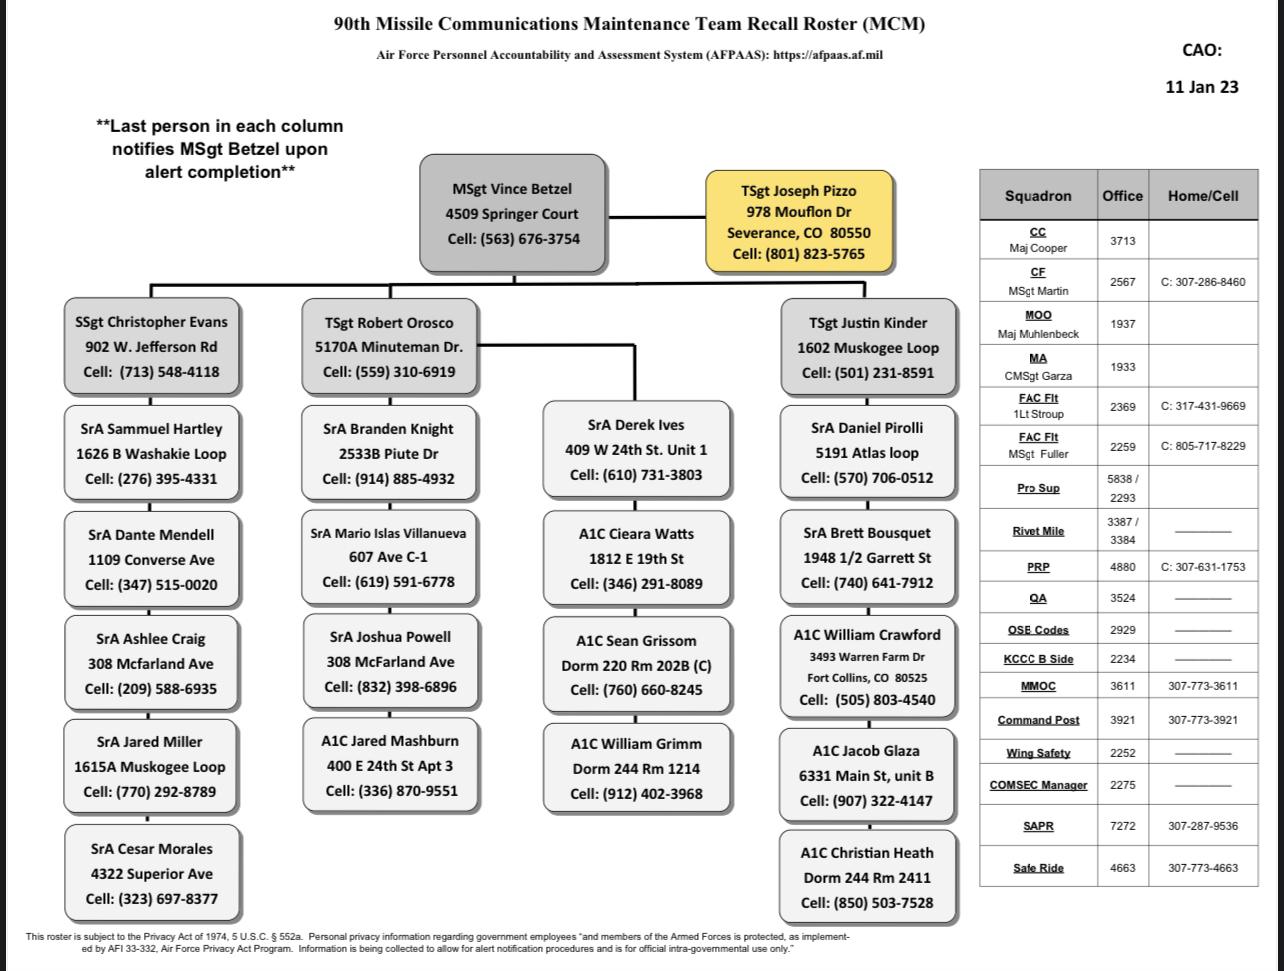 90th Missile Communications Maintenance Team Recall Roster (MCM)
Air Force Personnel Accountability and Assessment System (AFPAAS): https://afpaas.af.mil
CAO:
11 Jan 23
**Last person in each column
notifies MSgt Betzel upon
alert completion**
MSgt Vince Betzel
4509 Springer Court
Cell: (563) 676-3754
TSgt Joseph Pizzo
978 Mouflon Dr
Severance, CO 80550
Cell: (801) 823-5765
SSgt Christopher Evans
902 W. Jefferson Rd
Cell: (713) 548-4118
SrA Sammuel Hartley
1626 B Washakie Loop
Cell: (276) 395-4331
SrA Dante Mendell
1109 Converse Ave
Cell: (347) 515-0020
SrA Ashlee Craig
308 Mcfarland Ave
Cell: (209) 588-6935
SrA Jared Miller
1615A Muskogee Loop
Cell: (770) 292-8789
SrA Cesar Morales
4322 Superior Ave
Cell: (323) 697-8377
TSgt Robert Orosco
5170A Minuteman Dr.
Cell: (559) 310-6919
SrA Branden Knight
2533B Piute Dr
Cell: (914) 885-4932
SrA Mario Islas Villanueva
607 Ave C-1
Cell: (619) 591-6778
SrA Joshua Powell
308 McFarland Ave
Cell: (832) 398-6896
A1C Jared Mashburn
400 E 24th St Apt 3
Cell: (336) 870-9551
SrA Derek Ives
409 W 24th St. Unit 1
Cell: (610) 731-3803
A1C Cieara Watts
1812 E 19th St
Cell: (346) 291-8089
A1C Sean Grissom
Dorm 220 Rm 202B (C)
Cell: (760) 660-8245
A1C William Grimm
Dorm 244 Rm 1214
Cell: (912) 402-3968
TSgt Justin Kinder
1602 Muskogee Loop
Cell: (501) 231-8591
SrA Daniel Pirolli
5191 Atlas loop
Cell: (570) 706-0512
SrA Brett Bousquet
1948 1/2 Garrett St
Cell: (740) 641-7912
A1C William Crawford
3493 Warren Farm Dr
Fort Collins, CO 80525
Cell: (505) 803-4540
A1C Jacob Glaza
6331 Main St, unit B
Cell: (907) 322-4147
A1C Christian Heath
Dorm 244 Rm 2411
Cell: (850) 503-7528
Squadron Office Home/Cell
CC
Maj Cooper 3713
CF
MSgt Martin 2567 C: 307-286-8460
MOO
Maj Muhlenbeck 1937
MA
CMSgt Garza 1933
FAC Flt
1Lt Stroup 2369 C: 317-431-9669
FAC Flt
MSgt Fuller 2259 C: 805-717-8229
Pro Sup 5838 /
2293
Rivet Mile 3387 /
3384
PRP 4880 C: 307-631-1753
QA 3524
OSB Codes 2929
KCCC B Side 2234
MMOC 3611 307-773-3611
Command Post 3921 307-773-3921
Wing Safety 2252
COMSEC Manager 2275
SAPR 7272 307-287-9536
Safe Ride 4663 307-773-4663
This roster is subject to the Privacy Act of 1974, 5 U.S.C. § 552a. Personal privacy information regarding government employees “and members of the Armed Forces is protected, as implement-
ed by AFI 33-332, Air Force Privacy Act Program. Information is being collected to allow for alert notification procedures and is for official intra-governmental use only.”